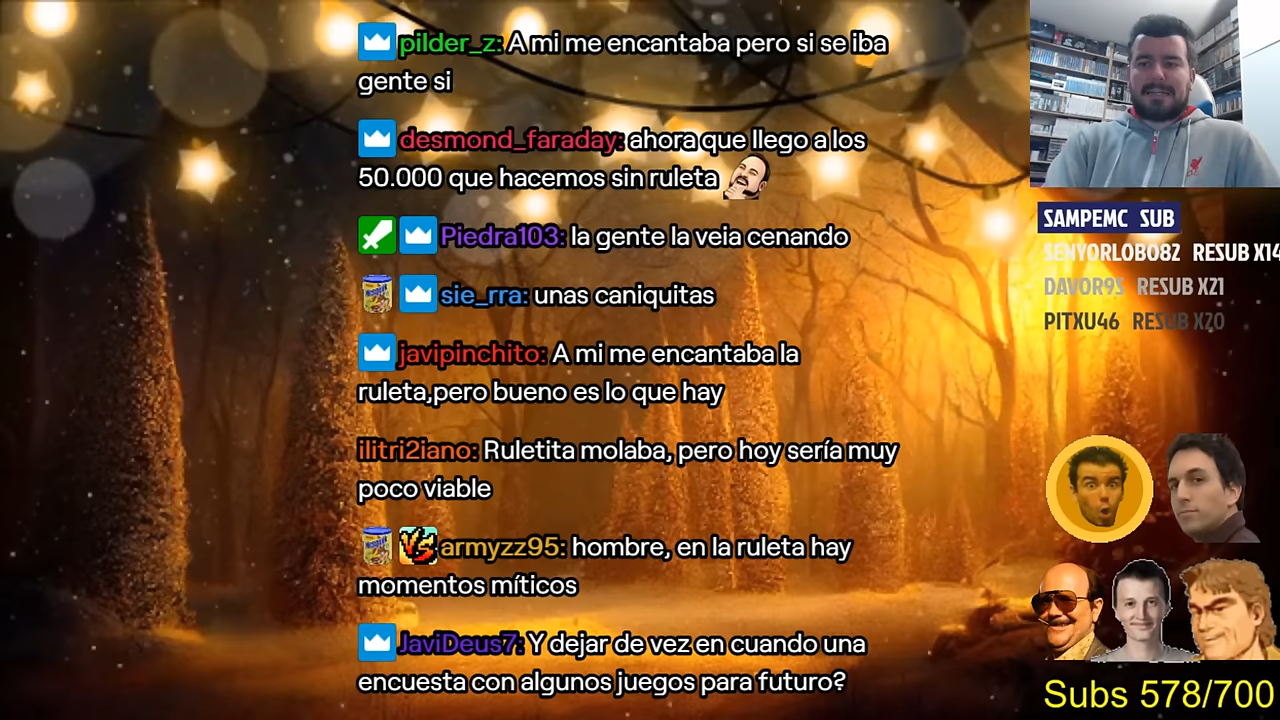 pilder_z: A mi me encantaba pero si se iba
gente si
desmond_faraday: ahora que llego a los
50.000 que hacemos sin ruleta
Piedra103: la gente la veia cenando
sie_rra: unas caniquitas
javipinchito: A mi me encantaba la
ruleta,pero bueno es lo que hay
ilitri2iano: Ruletita molaba, pero hoy sería muy
poco viable
VS armyzz95: hombre, en la ruleta hay
momentos míticos
JaviDeus7: Y dejar de vez en cuando una
encuesta con algunos juegos para futuro?
SAMPEMC SUB
SENYORLOBO82 RESUB X14
DAVOR9S RESUB X21
PITXU46 RESUB X20
Subs 578/700